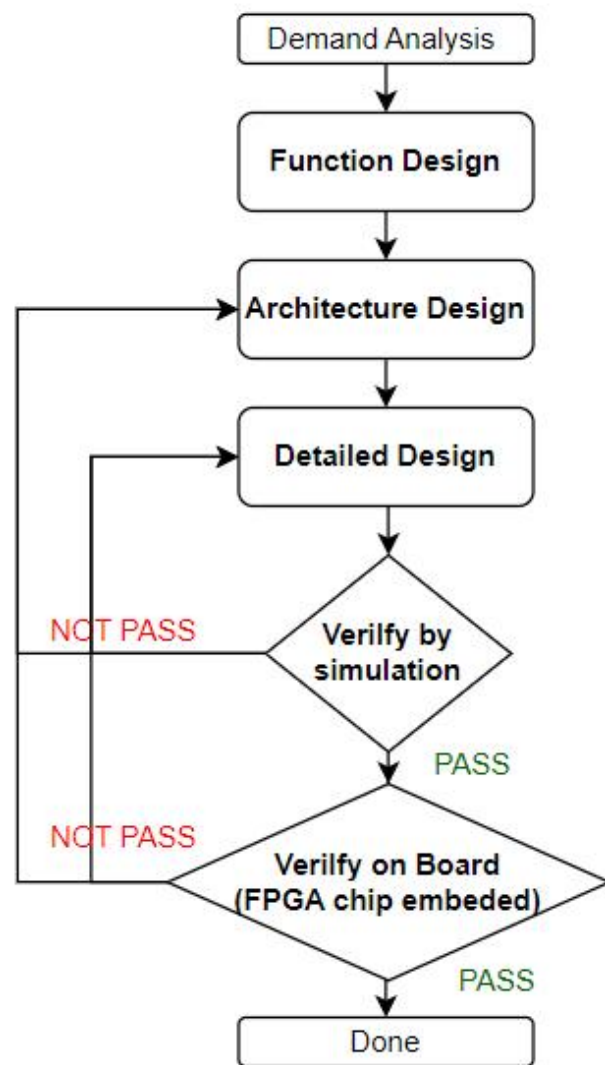 Demand Analysis
Function Design
Architecture Design
Detailed Design
NOT PASS
Verilfy by
simulation
PASS
NOT PASS
Verilfy on Board
(FPGA chip embeded)
PASS
Done